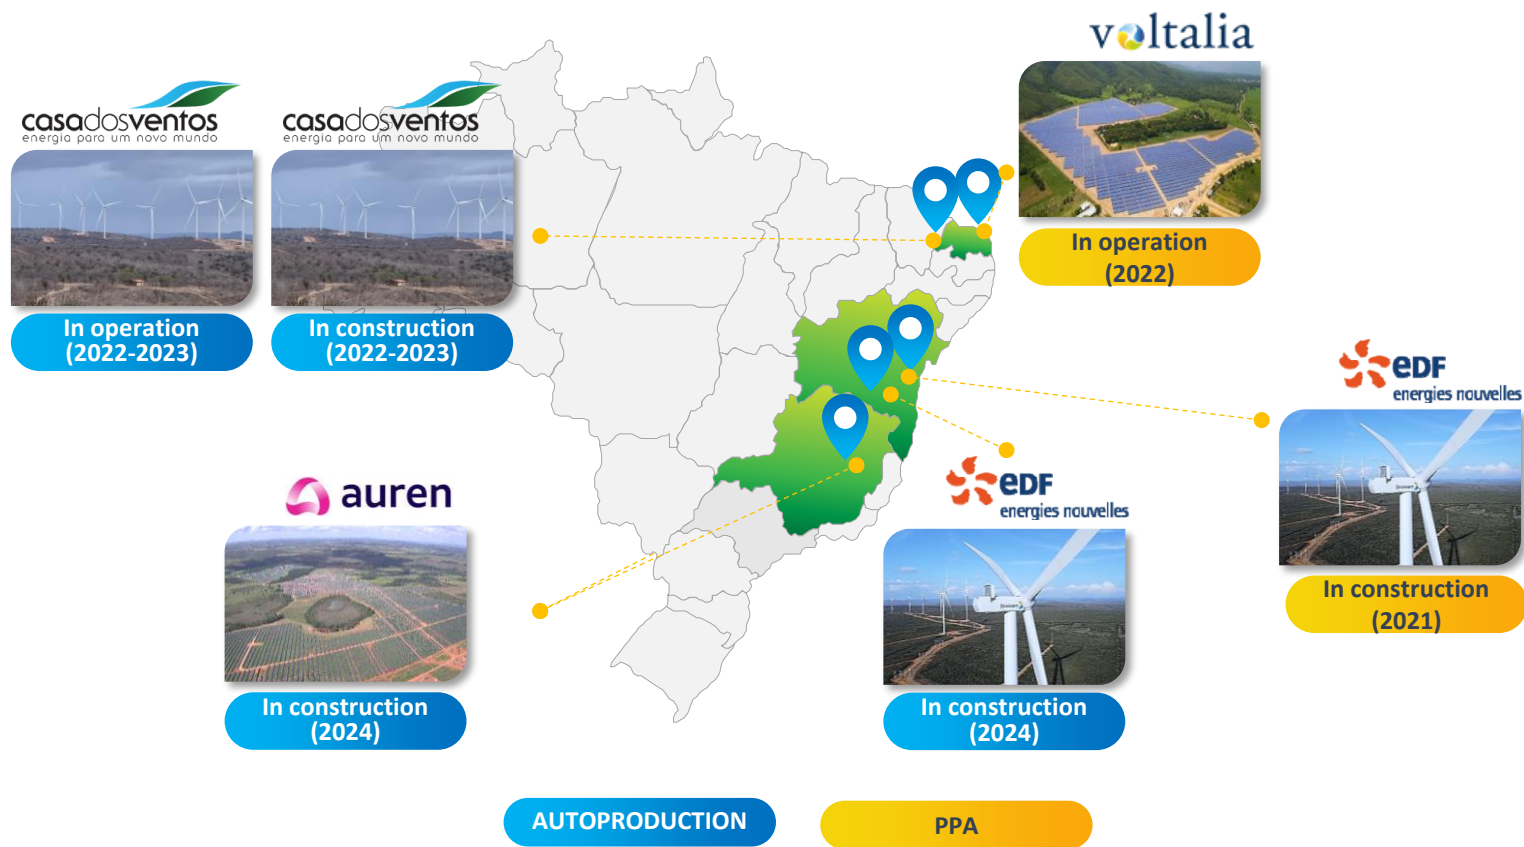 voltalia
casadosventos
energia para um novo mundo
casadosventos
energia para um novo mundo
In operation
(2022)
In operation
(2022-2023)
In construction
(2022-2023)
edf
energies nouvelles
auren
edf
energies nouvelles
In construction
(2021)
In construction
(2024)
In construction
(2024)
AUTOPRODUCTION
PPA